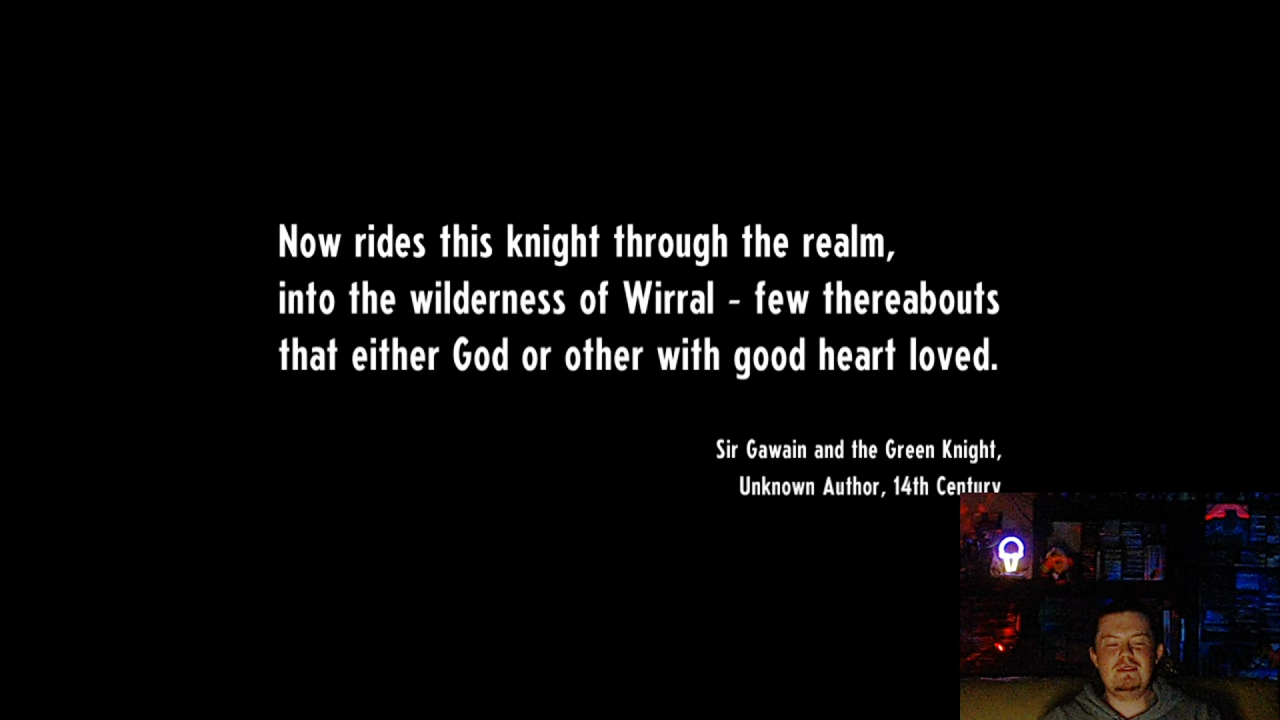 Now rides this knight through the realm,
into the wilderness of Wirral - few thereabouts
that either God or other with good heart loved.
Sir Gawain and the Green Knight,
Unknown Author, 14th Century